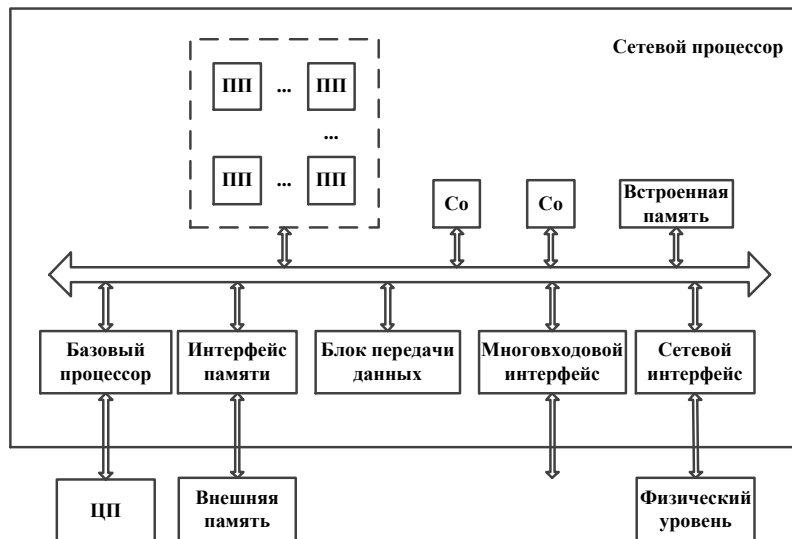 Сетевой процессор
ПП ... ПП
...
ПП ... ПП
Со
Со
Встроенная
память
Базовый
процессор
Интерфейс
памяти
Блок передачи
данных
Многовходовой
интерфейс
Сетевой
интерфейс
ЦП
Внешняя
память
Физический
уровень